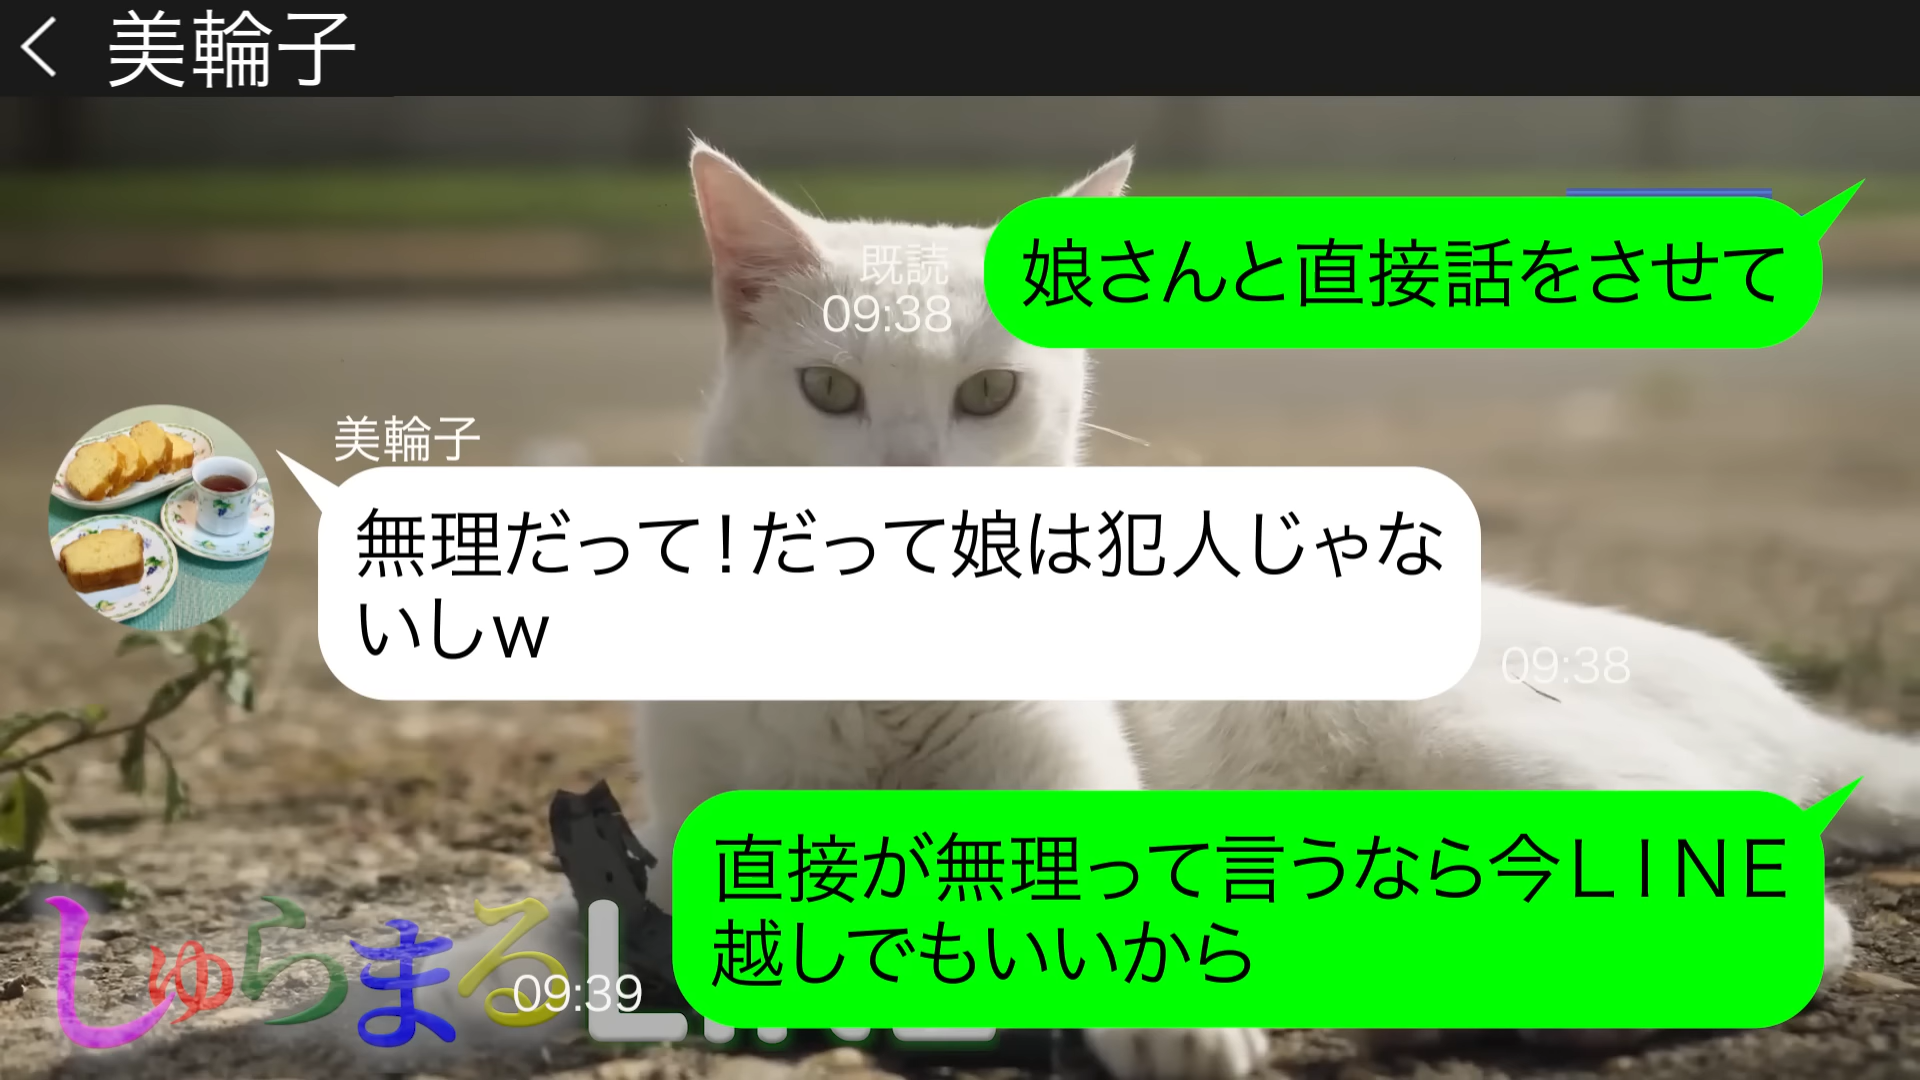 美輪子
娘さんと直接話をさせて
既読
09:38
美輪子
無理だって！だって娘は犯人じゃな
いしｗ
09:38
直接が無理って言うなら今ＬＩＮＥ
越しでもいいから
09:39
しゅらまるLINE